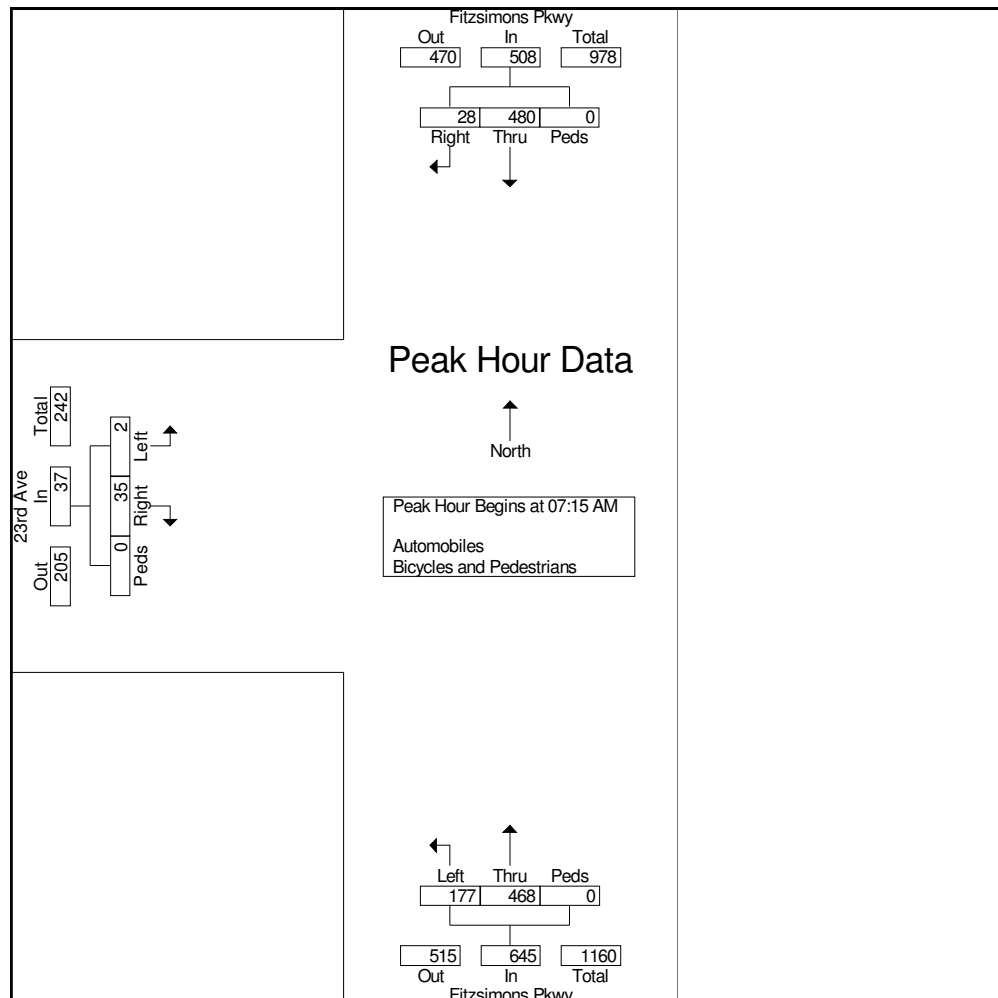 Fitzsimons Pkwy
Out In Total
470 508 978
28 480 0
Right Thru Peds
Peak Hour Data
North
23rd Ave
Out In Total
205 37 242
0 35 2
Peds Right Left
Peak Hour Begins at 07:15 AM
Automobiles
Bicycles and Pedestrians
Left Thru Peds
177 468 0
515 645 1160
Out In Total
Fitzsimons Pkwy